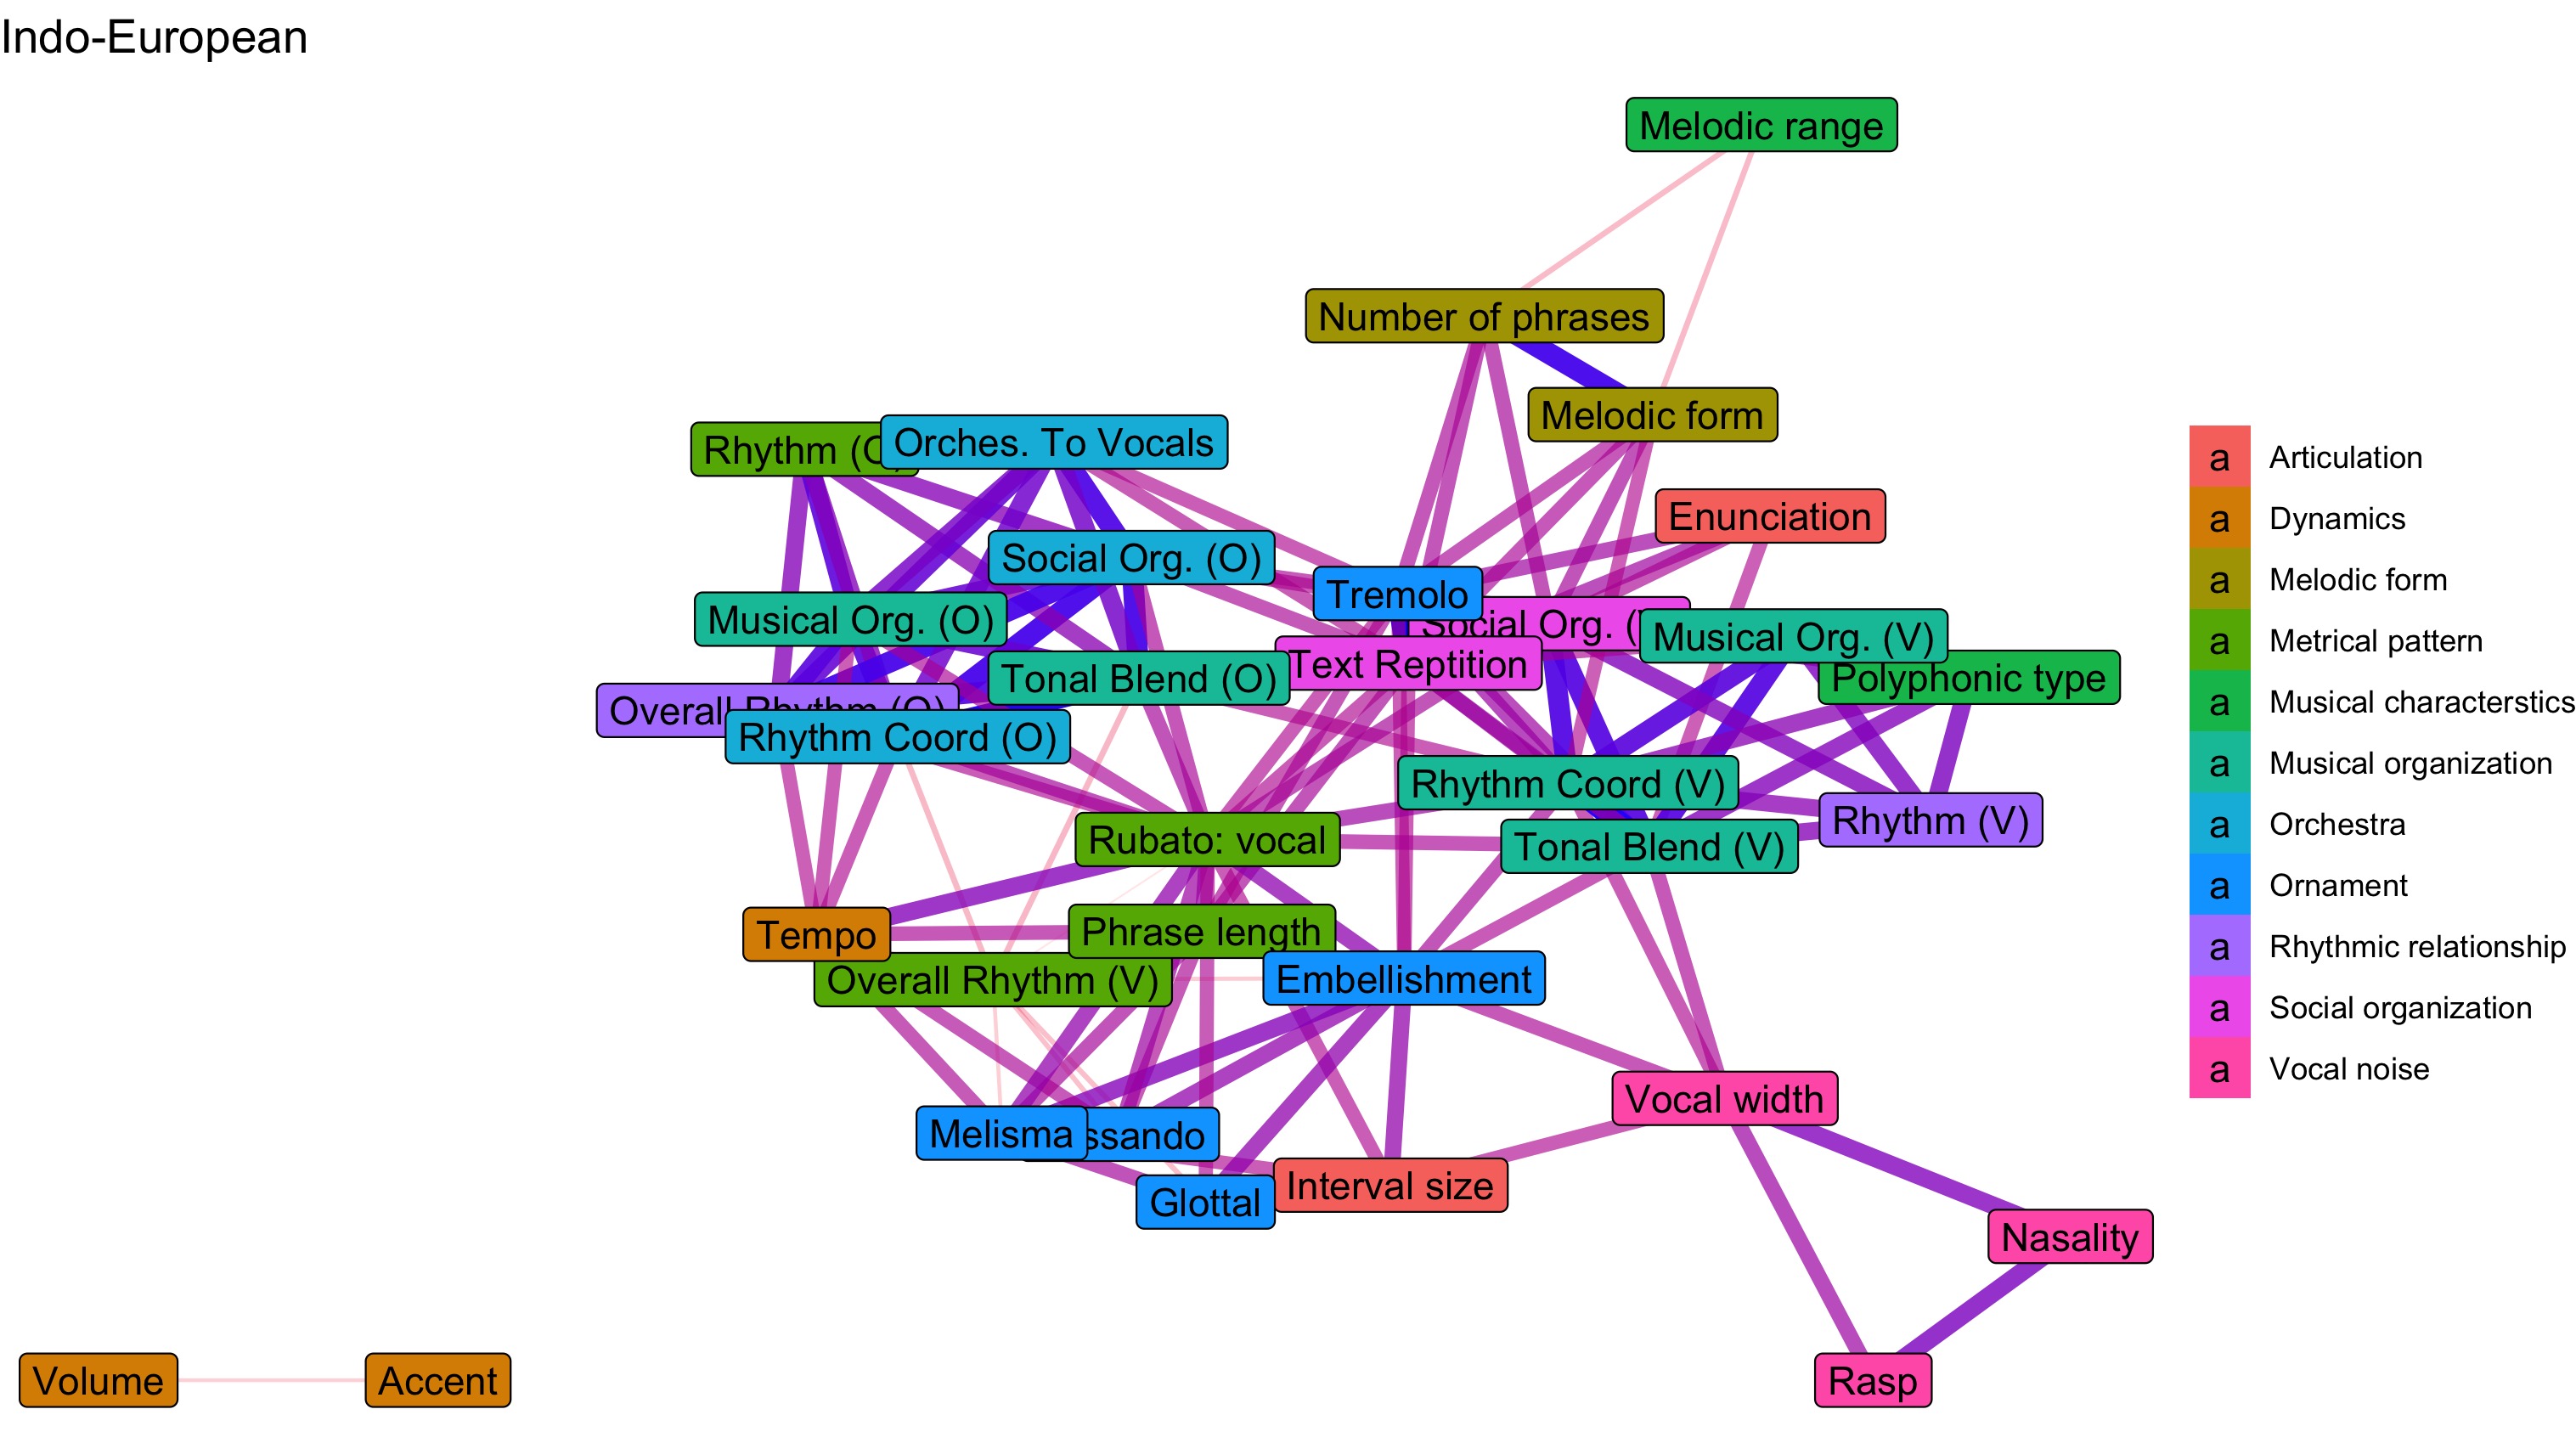 Indo-European
Melodic range
Number of phrases
Melodic form
Rhythm (
Orches. To Vocals
Enunciation
Social Org. (O)
Tremolo
Musical Org. (O)
Social Org. (
Musical Org. (V)
Text Reptition
Tonal Blend (O)
Polyphonic type
Overall Rhythm (O)
Rhythm Coord (O)
Rhythm Coord (V)
Rhythm (V)
Rubato: vocal
Tonal Blend (V)
Tempo
Phrase length
Overall Rhythm (V)
Embellishment
Vocal width
Melisma
ssando
Interval size
Glottal
Nasality
Volume
Accent
Rasp
a Articulation
a Dynamics
a Melodic form
a Metrical pattern
a Musical characterstics
a Musical organization
a Orchestra
a Ornament
a Rhythmic relationship
a Social organization
a Vocal noise